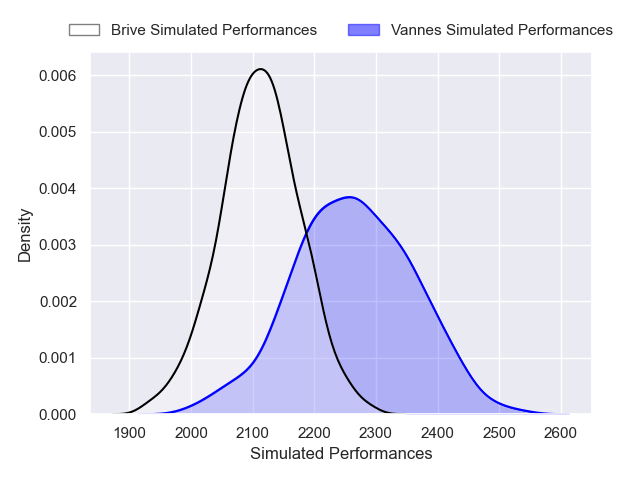 Brive Simulated Performances Vannes Simulated Performances
0.006
0.005
0.004
0.003
0.002
0.001
0.000
Density
1900 2000 2100 2200 2300 2400 2500 2600
Simulated Performances